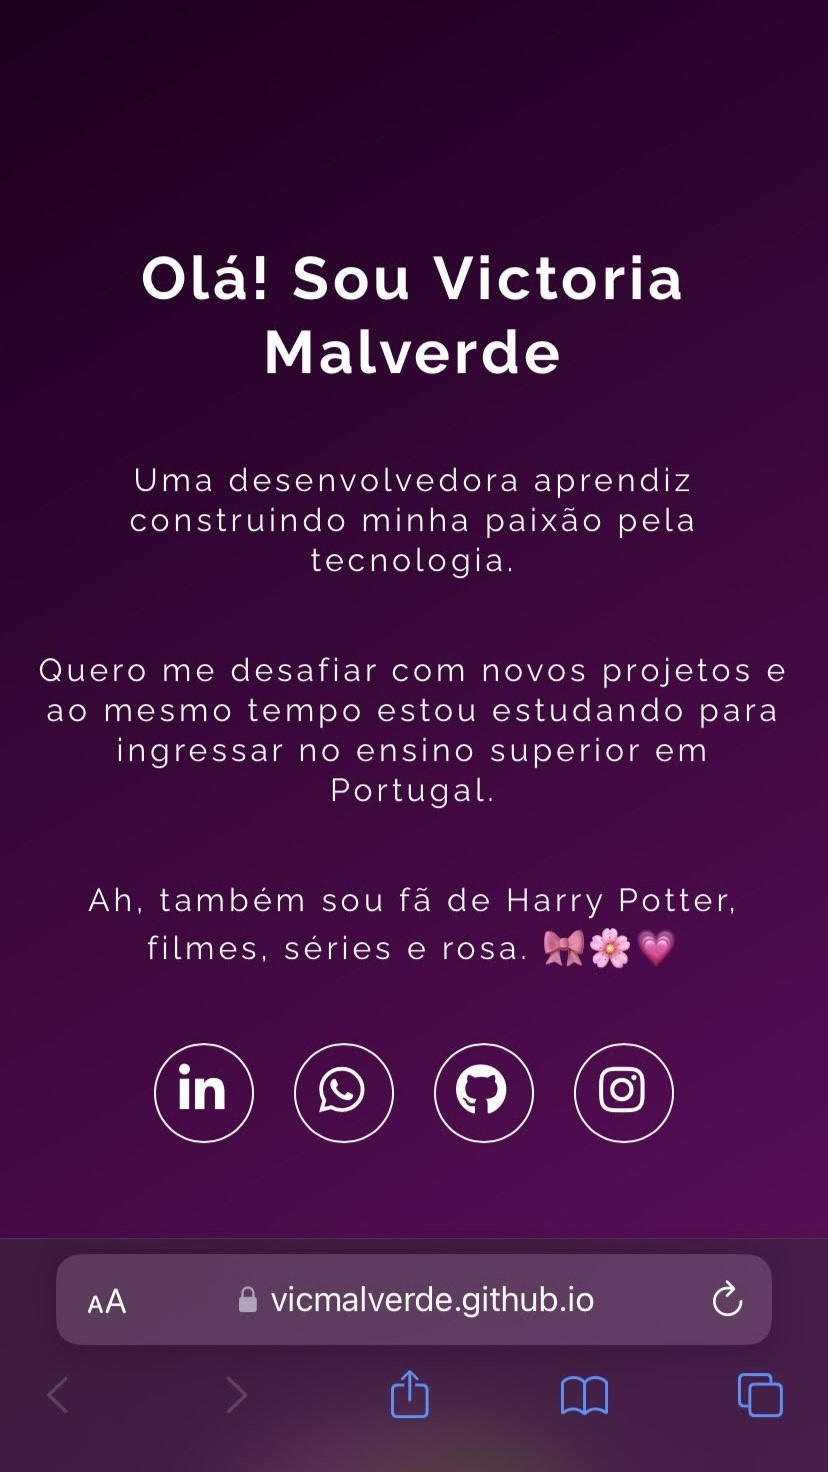 Olá! Sou Victoria
Malverde
Uma desenvolvedora aprendiz
construindo minha paixão pela
tecnologia.
Quero me desafiar com novos projetos e
ao mesmo tempo estou estudando para
ingressar no ensino superior em
Portugal.
Ah, também sou fã de Harry Potter,
filmes, séries e rosa. 🎀🌸💗
in
AA vicmalverde.github.io